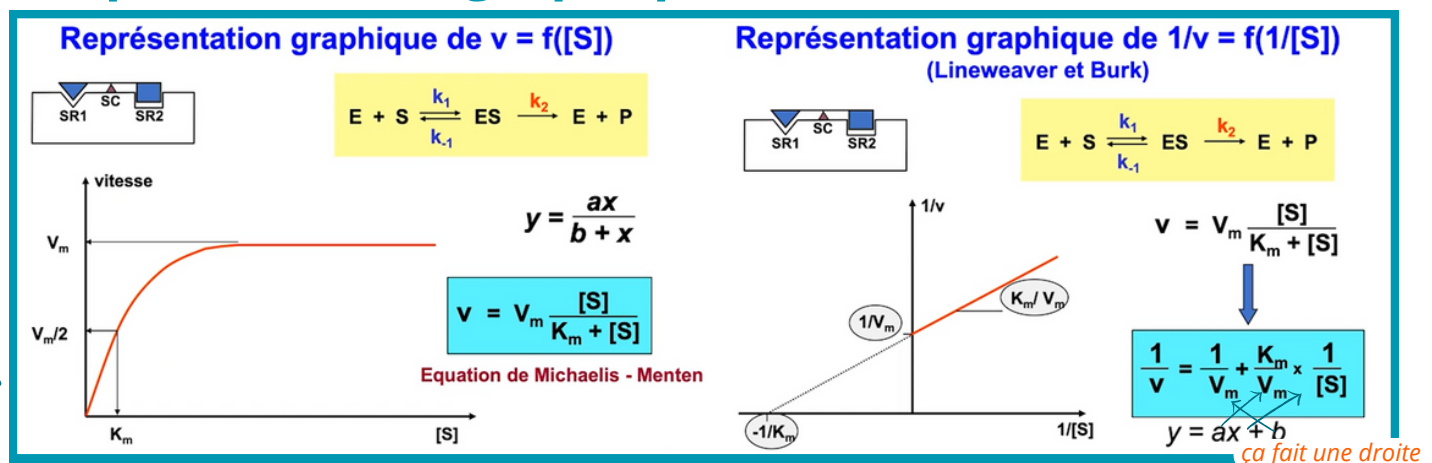 Représentation graphique de v = f([S])
SR1 SC SR2
E + S k1 k-1 ES k2 E + P
vitesse
Vm
Vm/2
Km
[S]
y = ax / b + x
v = Vm [S] / Km + [S]
Equation de Michaelis - Menten
Représentation graphique de 1/v = f(1/[S])
(Lineweaver et Burk)
SR1 SC SR2
E + S k1 k-1 ES k2 E + P
1/v
1/Vm
Km/ Vm
-1/Km
1/[S]
v = Vm [S] / Km + [S]
1/v = 1/Vm + Km/Vm x 1/[S]
y = ax + b
ça fait une droite